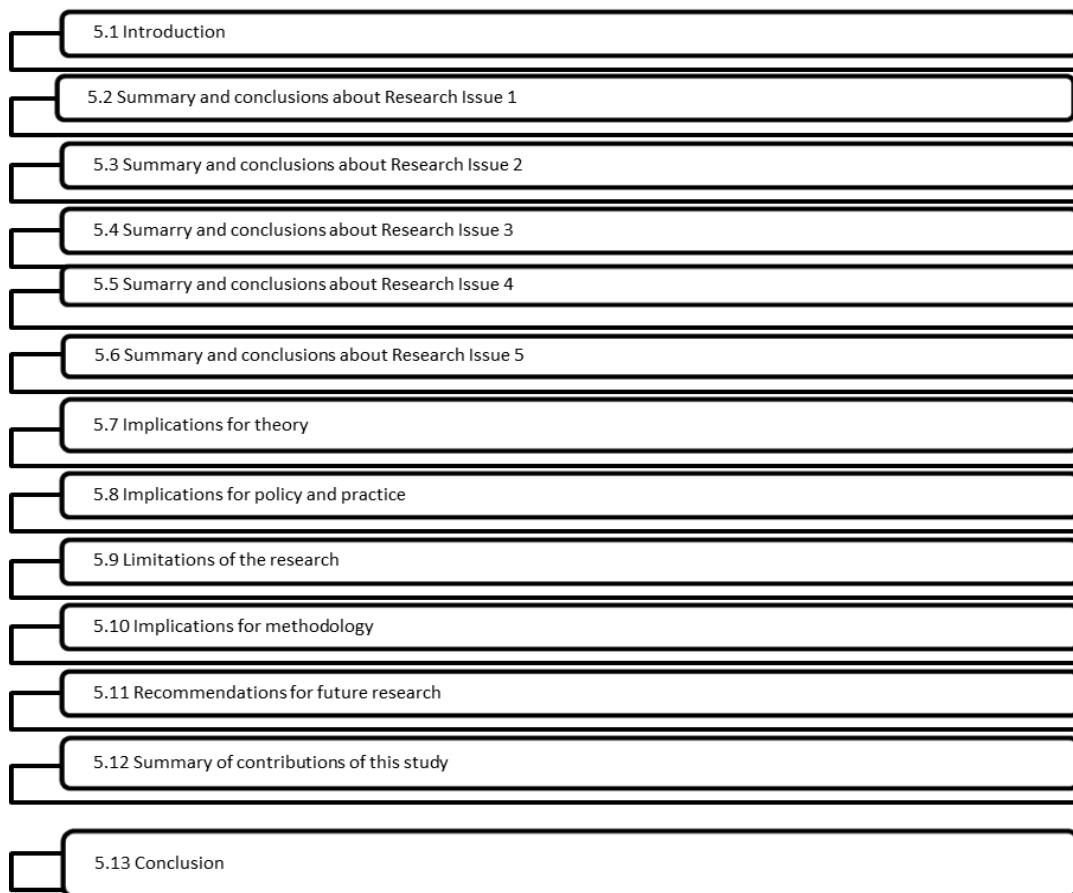 5.1 Introduction
5.2 Summary and conclusions about Research Issue 1
5.3 Summary and conclusions about Research Issue 2
5.4 Sumarry and conclusions about Research Issue 3
5.5 Sumarry and conclusions about Research Issue 4
5.6 Summary and conclusions about Research Issue 5
5.7 Implications for theory
5.8 Implications for policy and practice
5.9 Limitations of the research
5.10 Implications for methodology
5.11 Recommendations for future research
5.12 Summary of contributions of this study
5.13 Conclusion